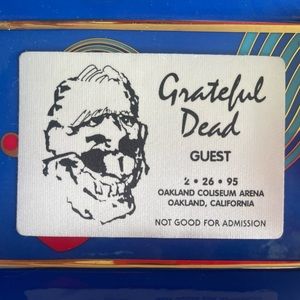 Grateful
Dead
GUEST
2 • 26 • 95
OAKLAND COLISEUM ARENA
OAKLAND, CALIFORNIA
NOT GOOD FOR ADMISSION